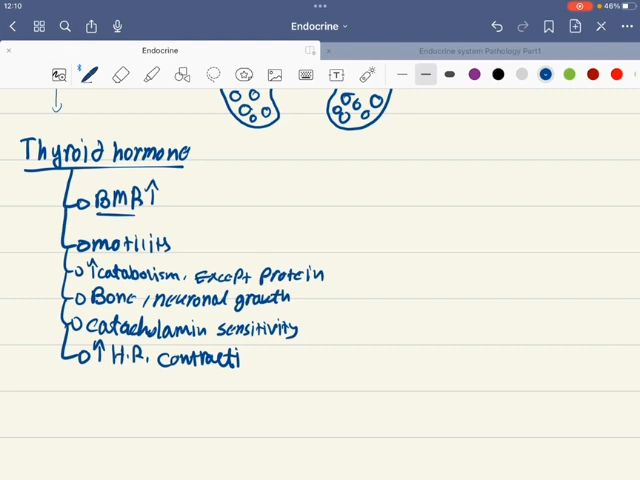 12:10
46%
Endocrine
Endocrine
Endocrine system Pathology Part1
Thyroid hormone
BMR↑
motility
↑catabolism, except protein
Bone / neuronal growth
catacholamin sensitivity
↑ H.R. contracti